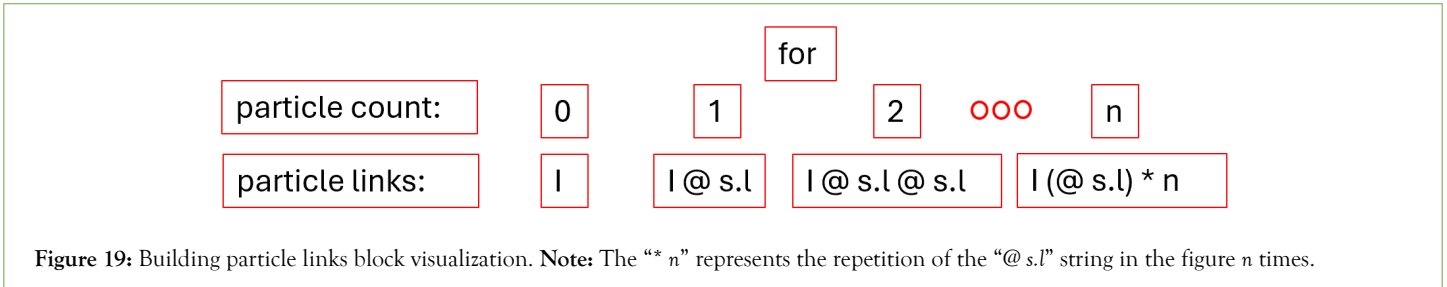 for
particle count: 0 1 2 ooo n
particle links: I I @ s.l I @ s.l @ s.l I (@ s.l) * n
Figure 19: Building particle links block visualization. Note: The “* n” represents the repetition of the “@ s.l” string in the figure n times.